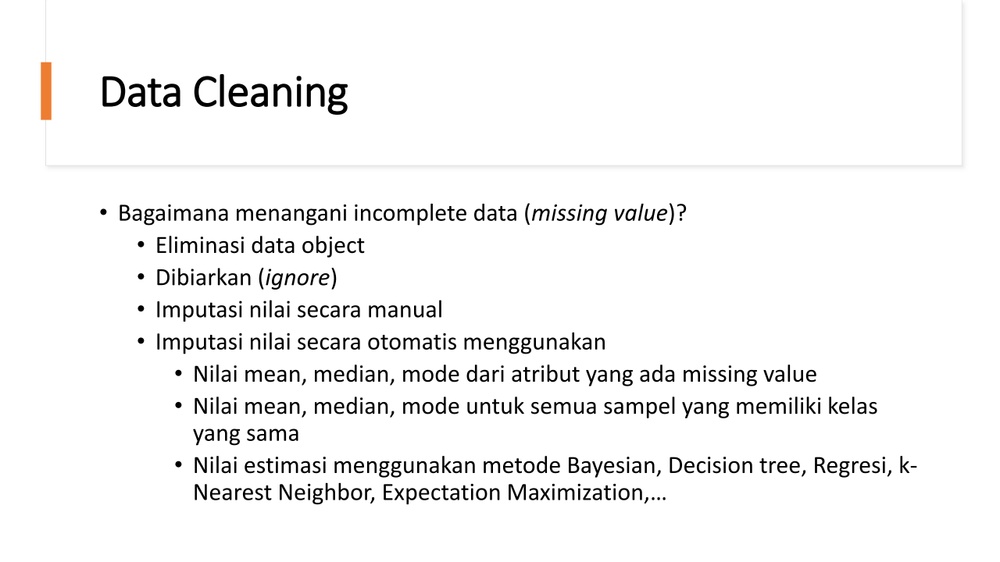 Data Cleaning
• Bagaimana menangani incomplete data (missing value)?
• Eliminasi data object
• Dibiarkan (ignore)
• Imputasi nilai secara manual
• Imputasi nilai secara otomatis menggunakan
• Nilai mean, median, mode dari atribut yang ada missing value
• Nilai mean, median, mode untuk semua sampel yang memiliki kelas
yang sama
• Nilai estimasi menggunakan metode Bayesian, Decision tree, Regresi, k-
Nearest Neighbor, Expectation Maximization,…